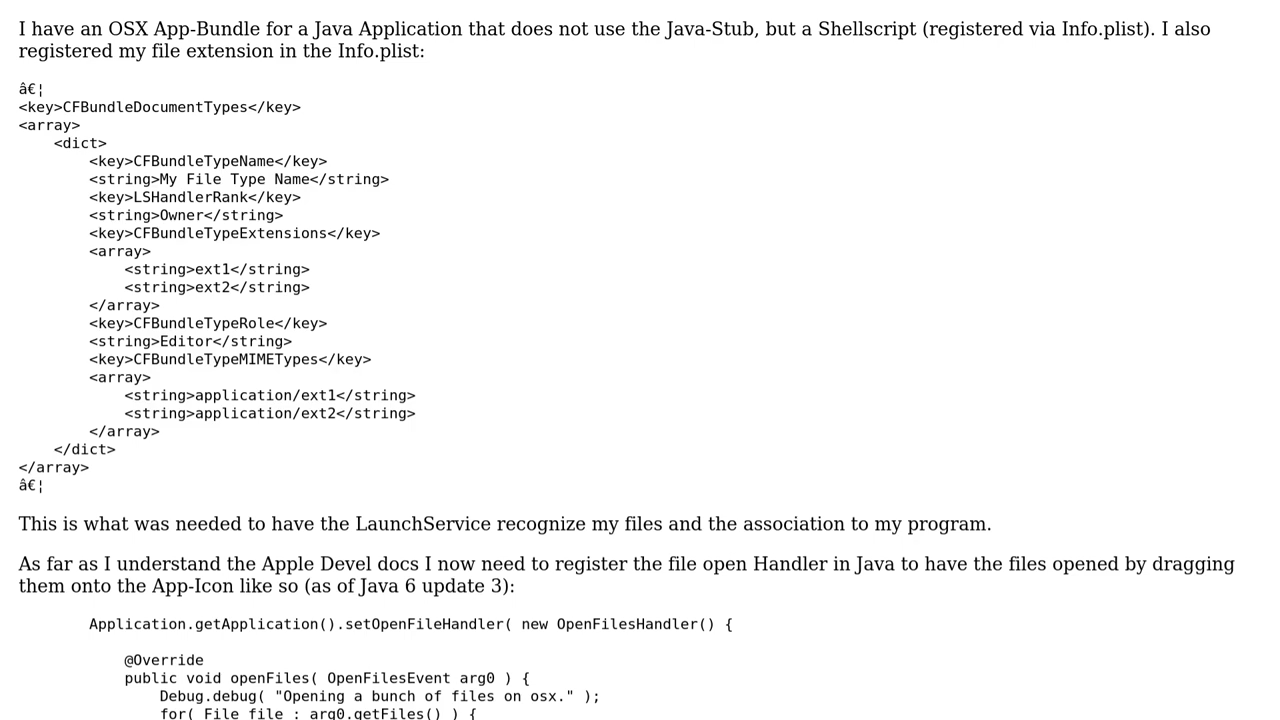 I have an OSX App-Bundle for a Java Application that does not use the Java-Stub, but a Shellscript (registered via Info.plist). I also
registered my file extension in the Info.plist:
â€¦
<key>CFBundleDocumentTypes</key>
<array>
    <dict>
        <key>CFBundleTypeName</key>
        <string>My File Type Name</string>
        <key>LSHandlerRank</key>
        <string>Owner</string>
        <key>CFBundleTypeExtensions</key>
        <array>
            <string>ext1</string>
            <string>ext2</string>
        </array>
        <key>CFBundleTypeRole</key>
        <string>Editor</string>
        <key>CFBundleTypeMIMETypes</key>
        <array>
            <string>application/ext1</string>
            <string>application/ext2</string>
        </array>
    </dict>
</array>
â€¦
This is what was needed to have the LaunchService recognize my files and the association to my program.
As far as I understand the Apple Devel docs I now need to register the file open Handler in Java to have the files opened by dragging
them onto the App-Icon like so (as of Java 6 update 3):
        Application.getApplication().setOpenFileHandler( new OpenFilesHandler() {
            @Override
            public void openFiles( OpenFilesEvent arg0 ) {
                Debug.debug( "Opening a bunch of files on osx." );
                for( File file : arg0.getFiles() ) {